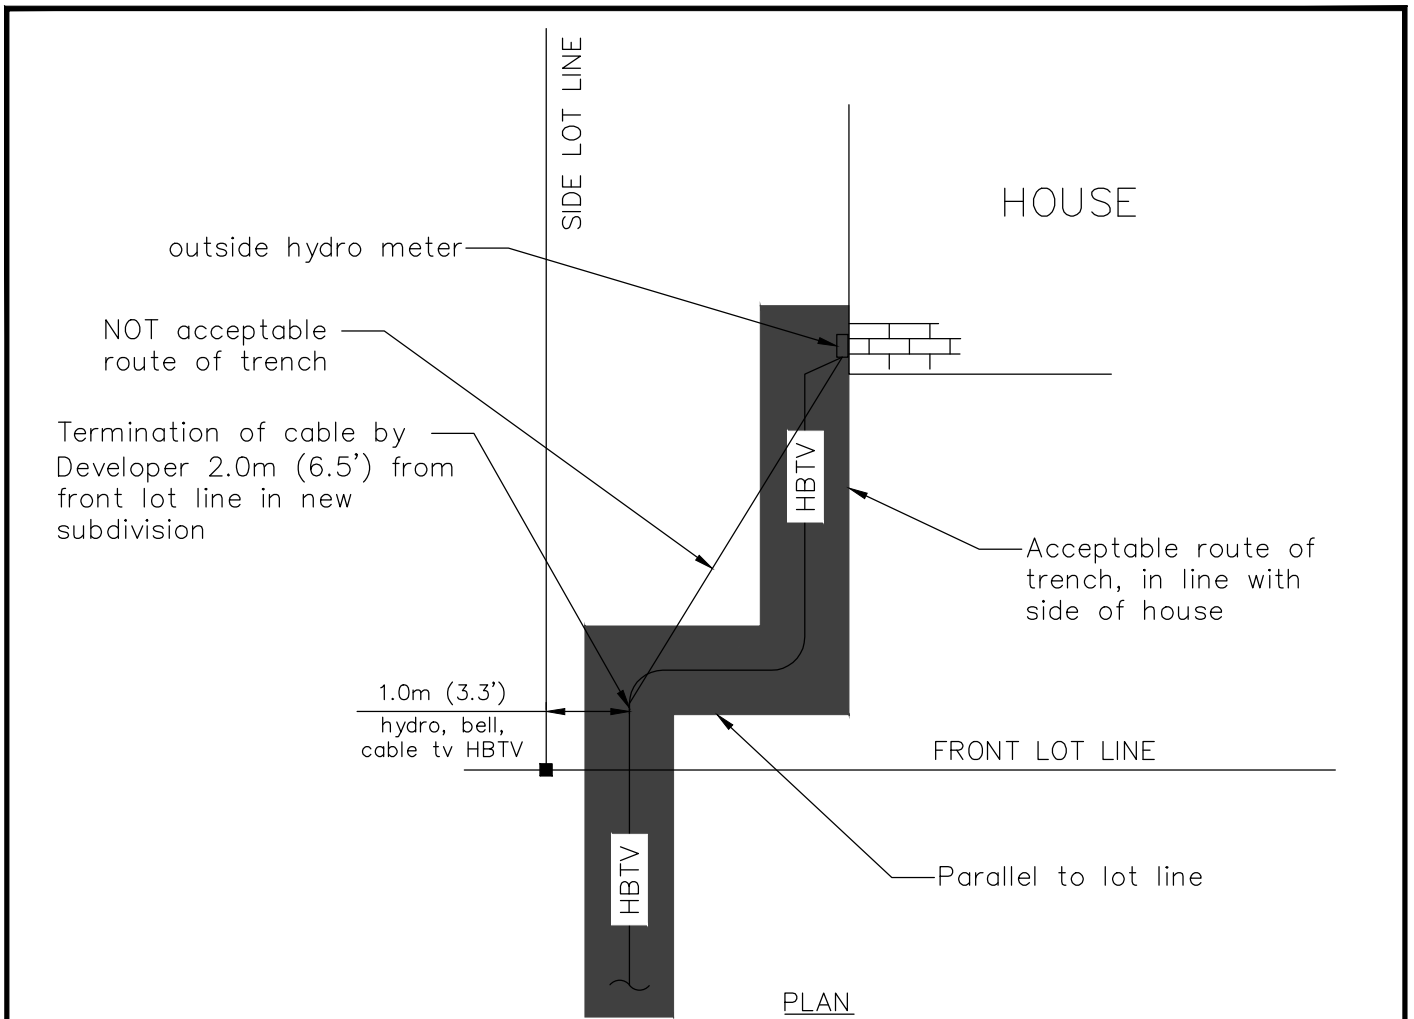 SIDE LOT LINE
HOUSE
outside hydro meter
NOT acceptable
route of trench
Termination of cable by
Developer 2.0m (6.5') from
front lot line in new
subdivision
HBTV
Acceptable route of
trench, in line with
side of house
1.0m (3.3')
hydro, bell,
cable tv HBTV
FRONT LOT LINE
HBTV
Parallel to lot line
PLAN